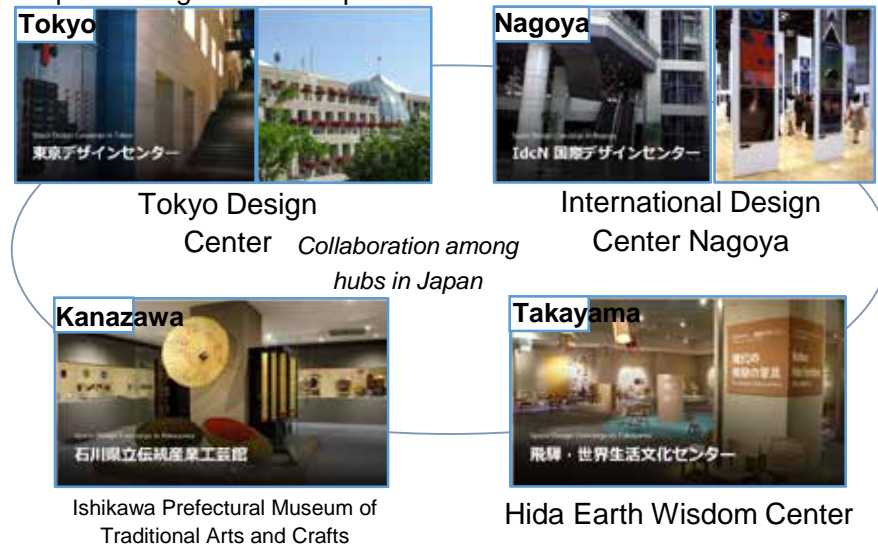 Tokyo
Nagoya
東京デザインセンター
IdcN 国際デザインセンター
Tokyo Design
Center
International Design
Center Nagoya
Collaboration among
hubs in Japan
Kanazawa
Takayama
石川県立伝統産業工芸館
飛騨・世界生活文化センター
Ishikawa Prefectural Museum of
Traditional Arts and Crafts
Hida Earth Wisdom Center